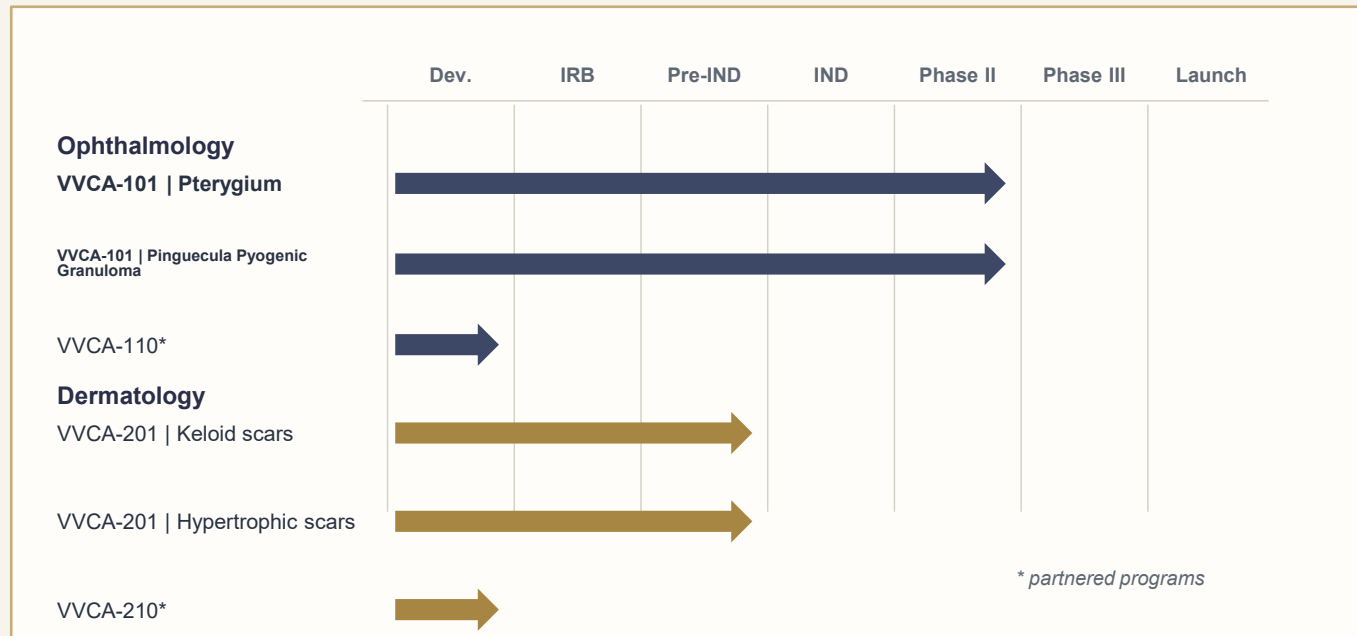 Dev. IRB Pre-IND IND Phase II Phase III Launch
Ophthalmology
VVCA-101 | Pterygium
VVCA-101 | Pinguecula Pyogenic
Granuloma
VVCA-110*
Dermatology
VVCA-201 | Keloid scars
VVCA-201 | Hypertrophic scars
* partnered programs
VVCA-210*